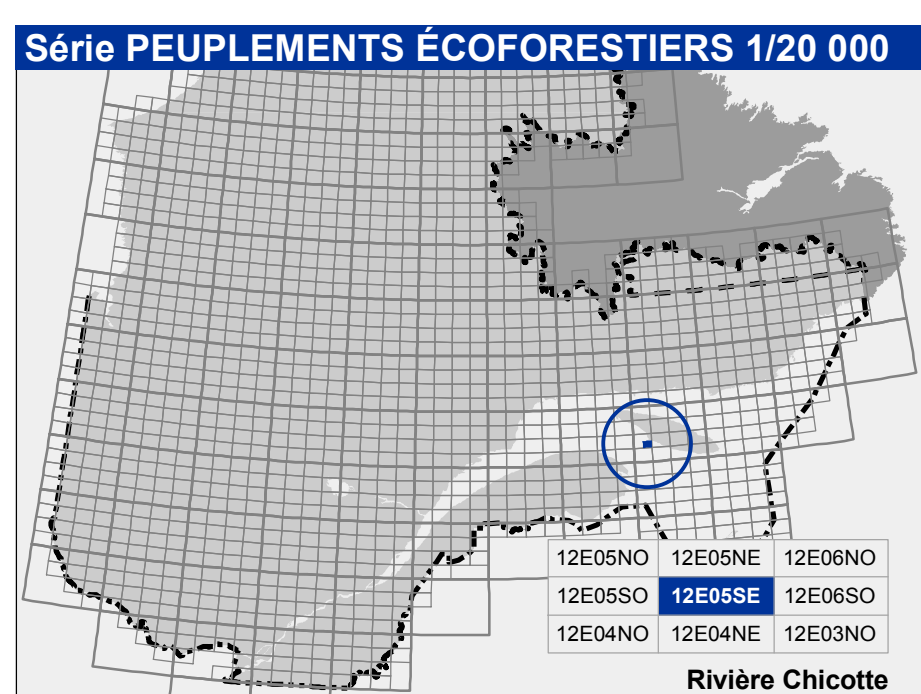 Série PEUPLEMENTS ÉCOFORESTIERS 1/20 000
12E05NO 12E05NE 12E06NO
12E05SO 12E05SE 12E06SO
12E04NO 12E04NE 12E03NO
Rivière Chicotte